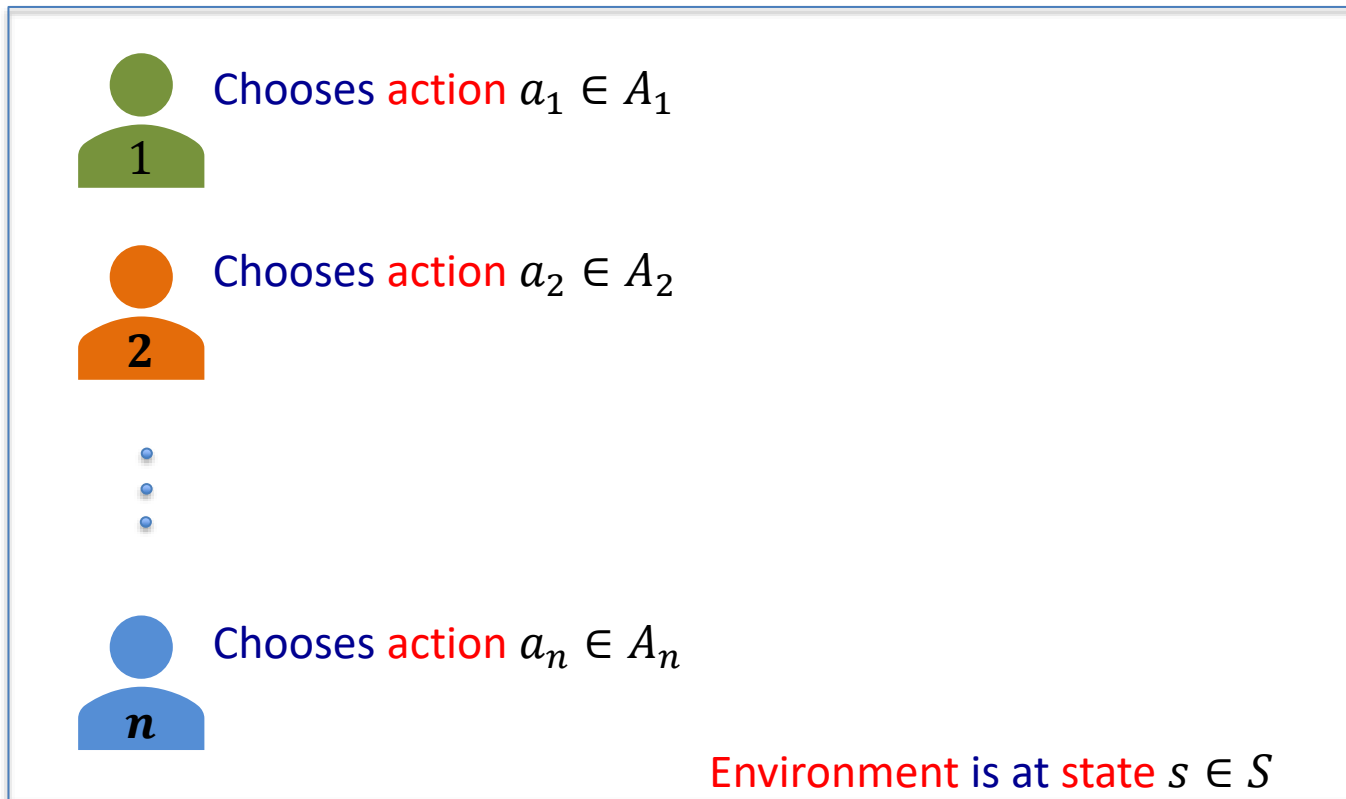 Chooses action a₁ ∈ A₁
1
Chooses action a₂ ∈ A₂
2
Chooses action aₙ ∈ Aₙ
n
Environment is at state s ∈ S